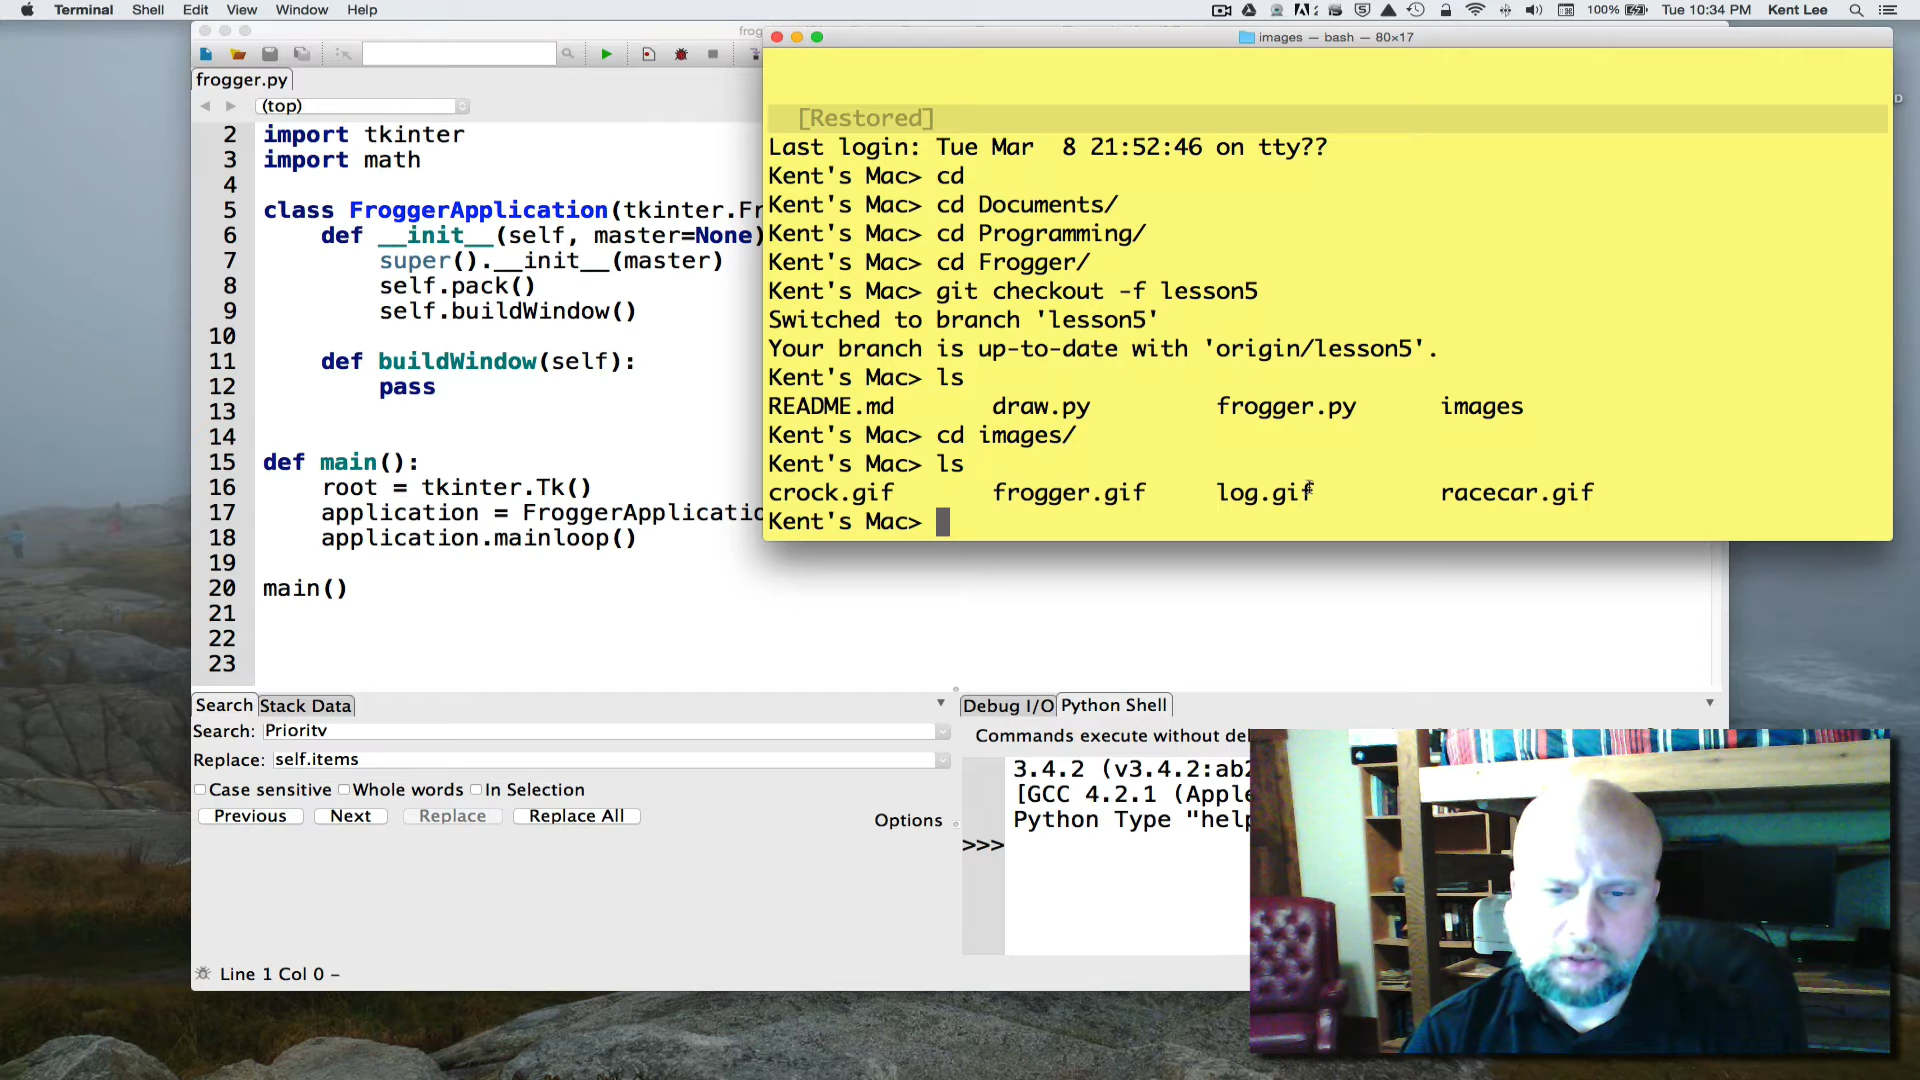 Terminal Shell Edit View Window Help 100% Tue 10:34 PM Kent Lee
images — bash — 80×17
frogger.py
(top)
2 import tkinter
3 import math
4
5 class FroggerApplication(tkinter.Fr
6 def __init__(self, master=None)
7 super().__init__(master)
8 self.pack()
9 self.buildWindow()
10
11 def buildWindow(self):
12 pass
13
14
15 def main():
16 root = tkinter.Tk()
17 application = FroggerApplicatio
18 application.mainloop()
19
20 main()
21
22
23
[Restored]
Last login: Tue Mar  8 21:52:46 on tty??
Kent's Mac> cd
Kent's Mac> cd Documents/
Kent's Mac> cd Programming/
Kent's Mac> cd Frogger/
Kent's Mac> git checkout -f lesson5
Switched to branch 'lesson5'
Your branch is up-to-date with 'origin/lesson5'.
Kent's Mac> ls
README.md draw.py frogger.py images
Kent's Mac> cd images/
Kent's Mac> ls
crock.gif frogger.gif log.gif racecar.gif
Kent's Mac>
Search Stack Data
Search: Priority
Replace: self.items
Case sensitive Whole words In Selection
Previous Next Replace Replace All
Options
Line 1 Col 0 –
Debug I/O Python Shell
Commands execute without de
3.4.2 (v3.4.2:ab2
[GCC 4.2.1 (Apple
Python Type "help
>>>